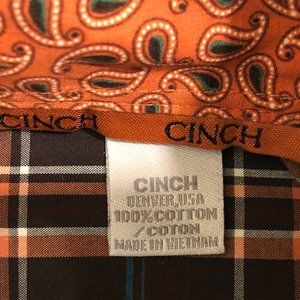 CINCH
CINCH
CINCH
DENVER, USA
100% COTTON
/ COTON
MADE IN VIETNAM